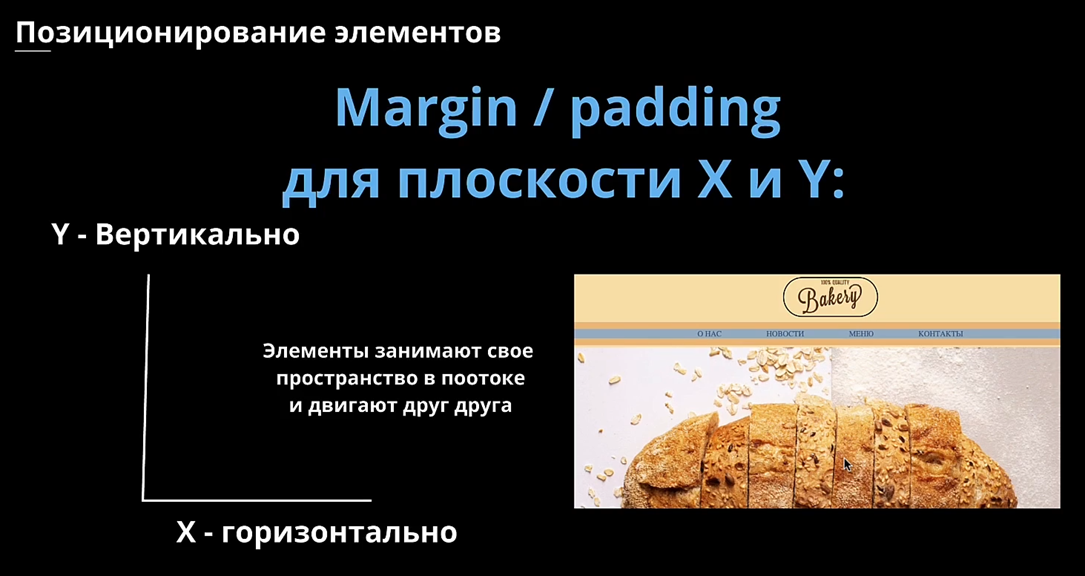 Позиционирование элементов
Margin / padding
для плоскости X и Y:
Y - Вертикально
Элементы занимают свое
пространство в поотоке
и двигают друг друга
X - горизонтально
100% QUALITY
Bakery
О НАС НОВОСТИ МЕНЮ КОНТАКТЫ